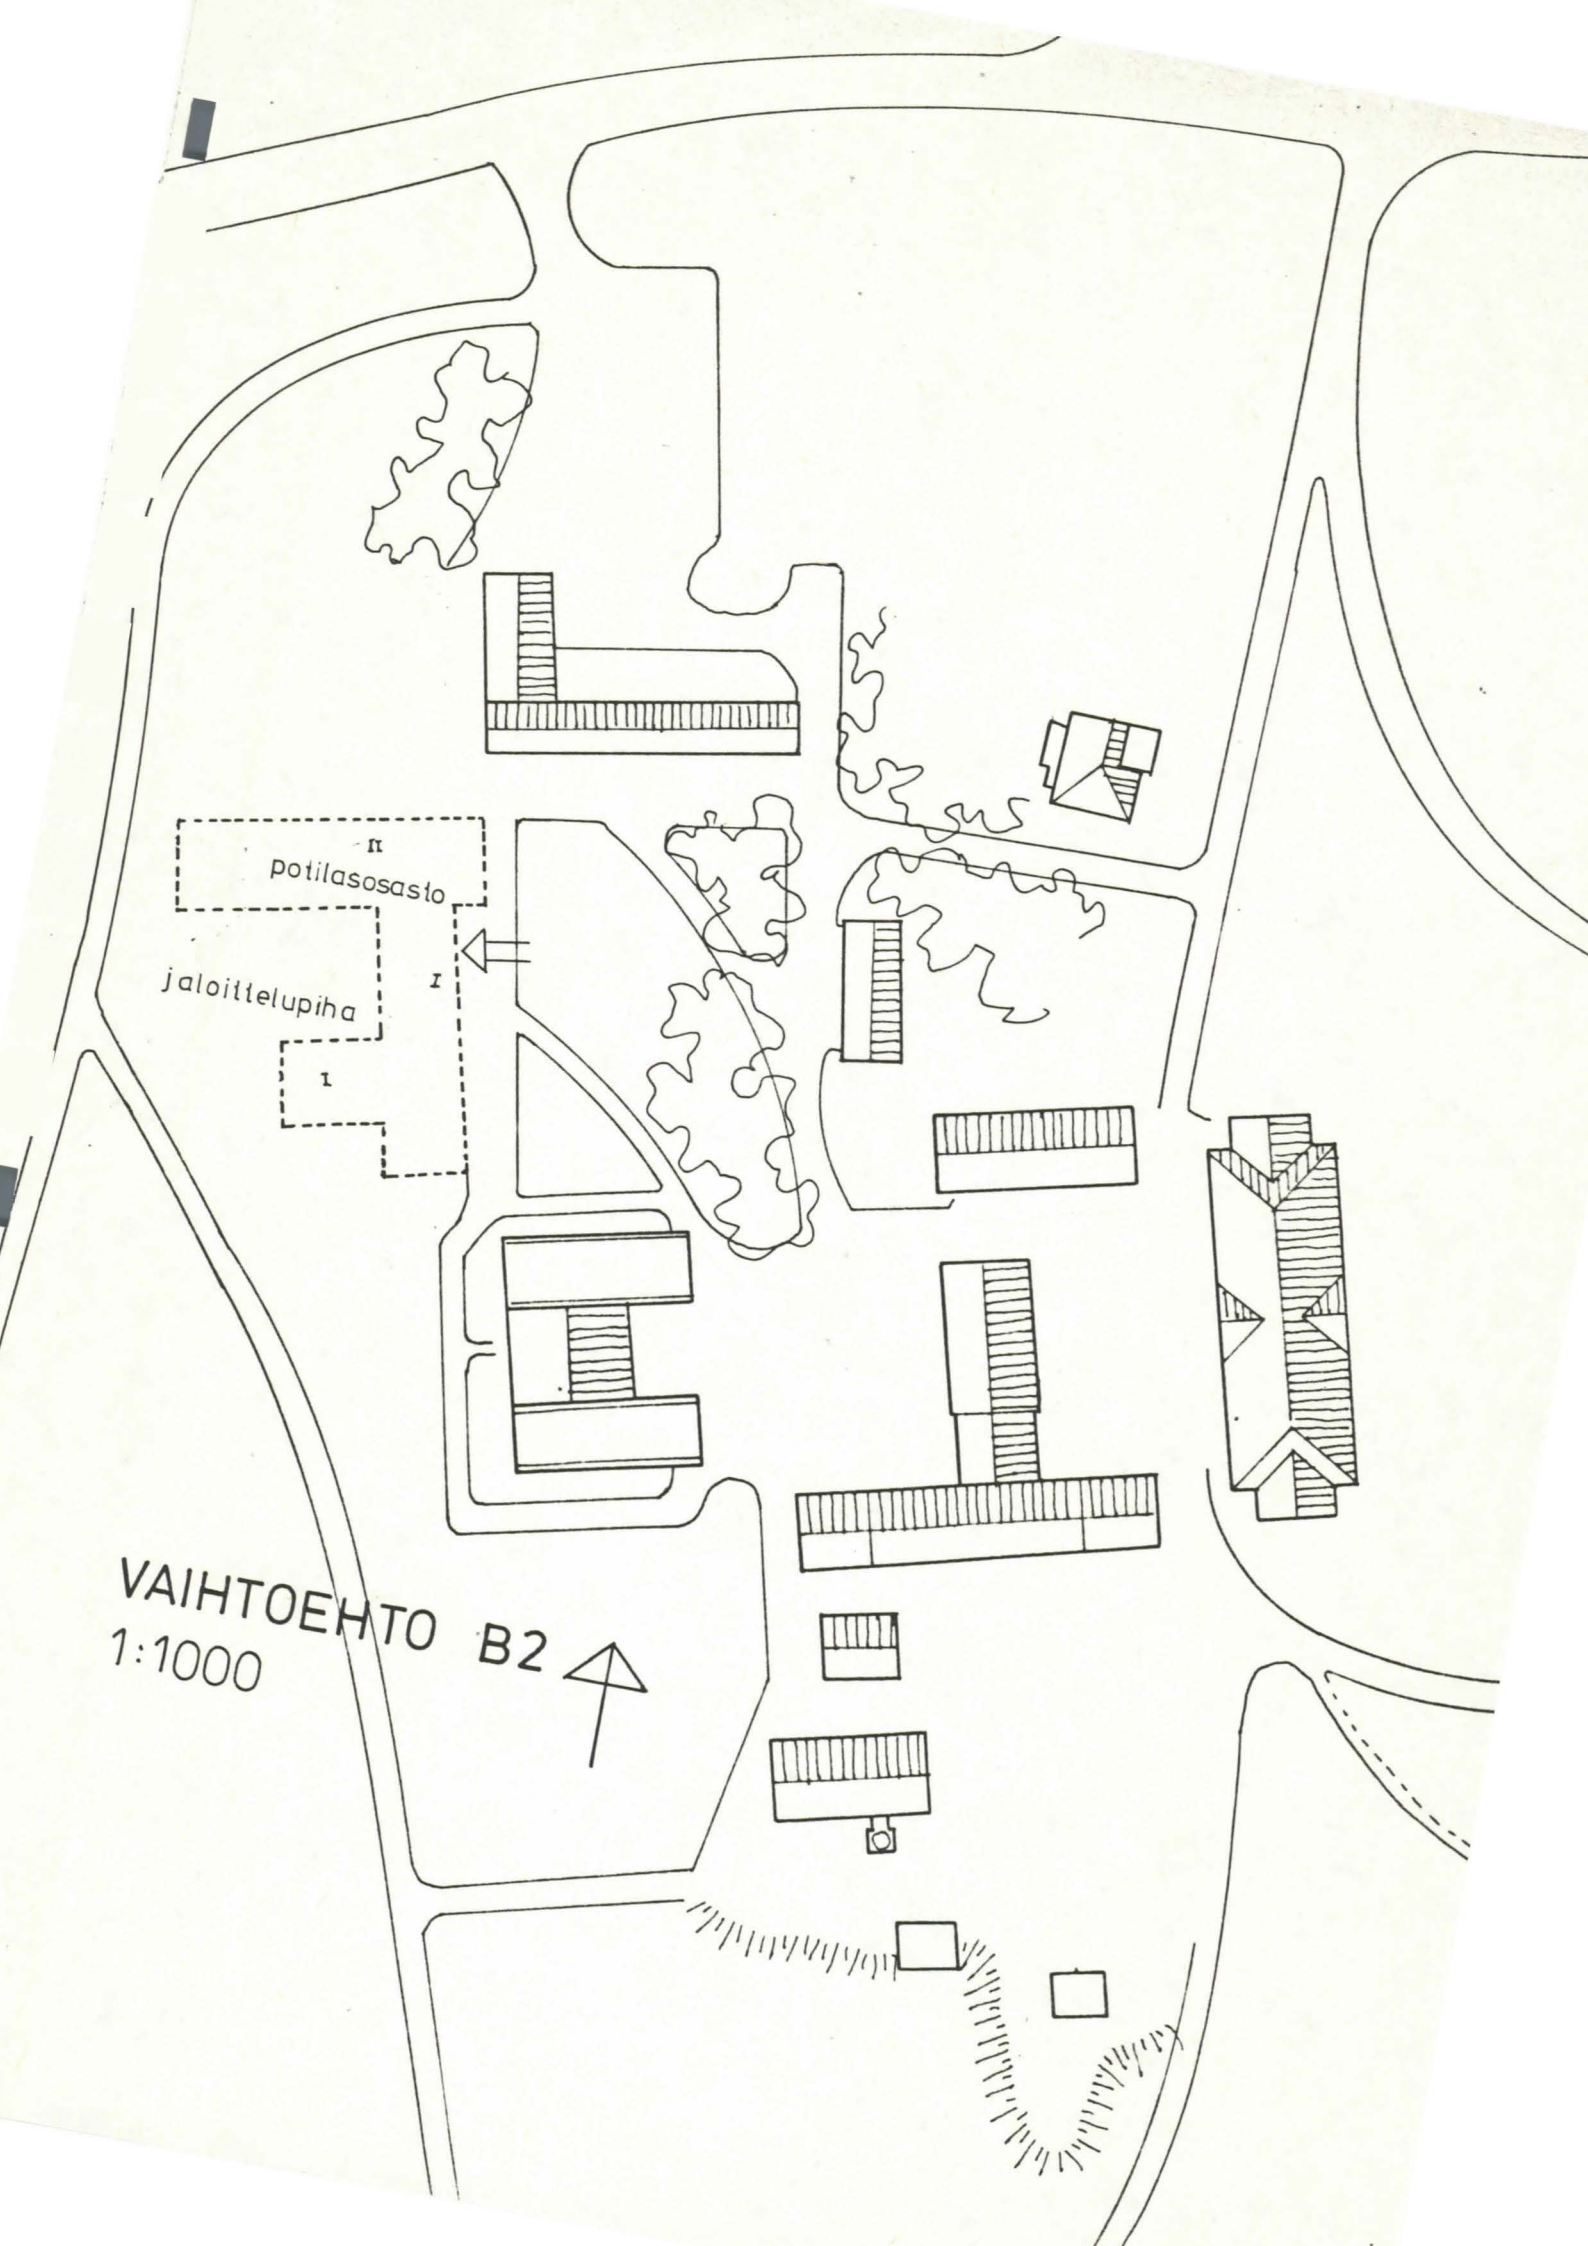 II
potilasosasto
jaloittelupiha
I
I
VAIHTOEHTO B2
1:1000